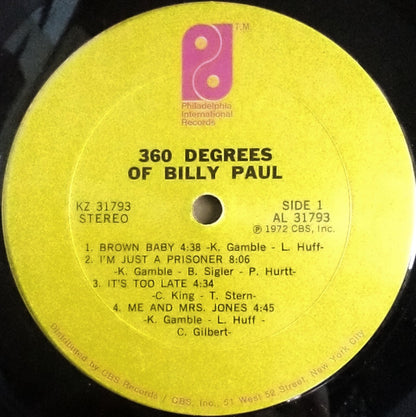 T.M.
Philadelphia
International
Records
360 DEGREES
OF BILLY PAUL
KZ 31793
STEREO
SIDE 1
AL 31793
Ⓟ 1972 CBS, Inc.
1. BROWN BABY 4:38 -K. Gamble - L. Huff-
2. I'M JUST A PRISONER 8:06
-K. Gamble - B. Sigler - P. Hurtt-
3. IT'S TOO LATE 4:34
-C. King - T. Stern-
4. ME AND MRS. JONES 4:45
-K. Gamble - L. Huff -
C. Gilbert-
Distributed by CBS Records / CBS, Inc., 51 West 52 Street, New York City